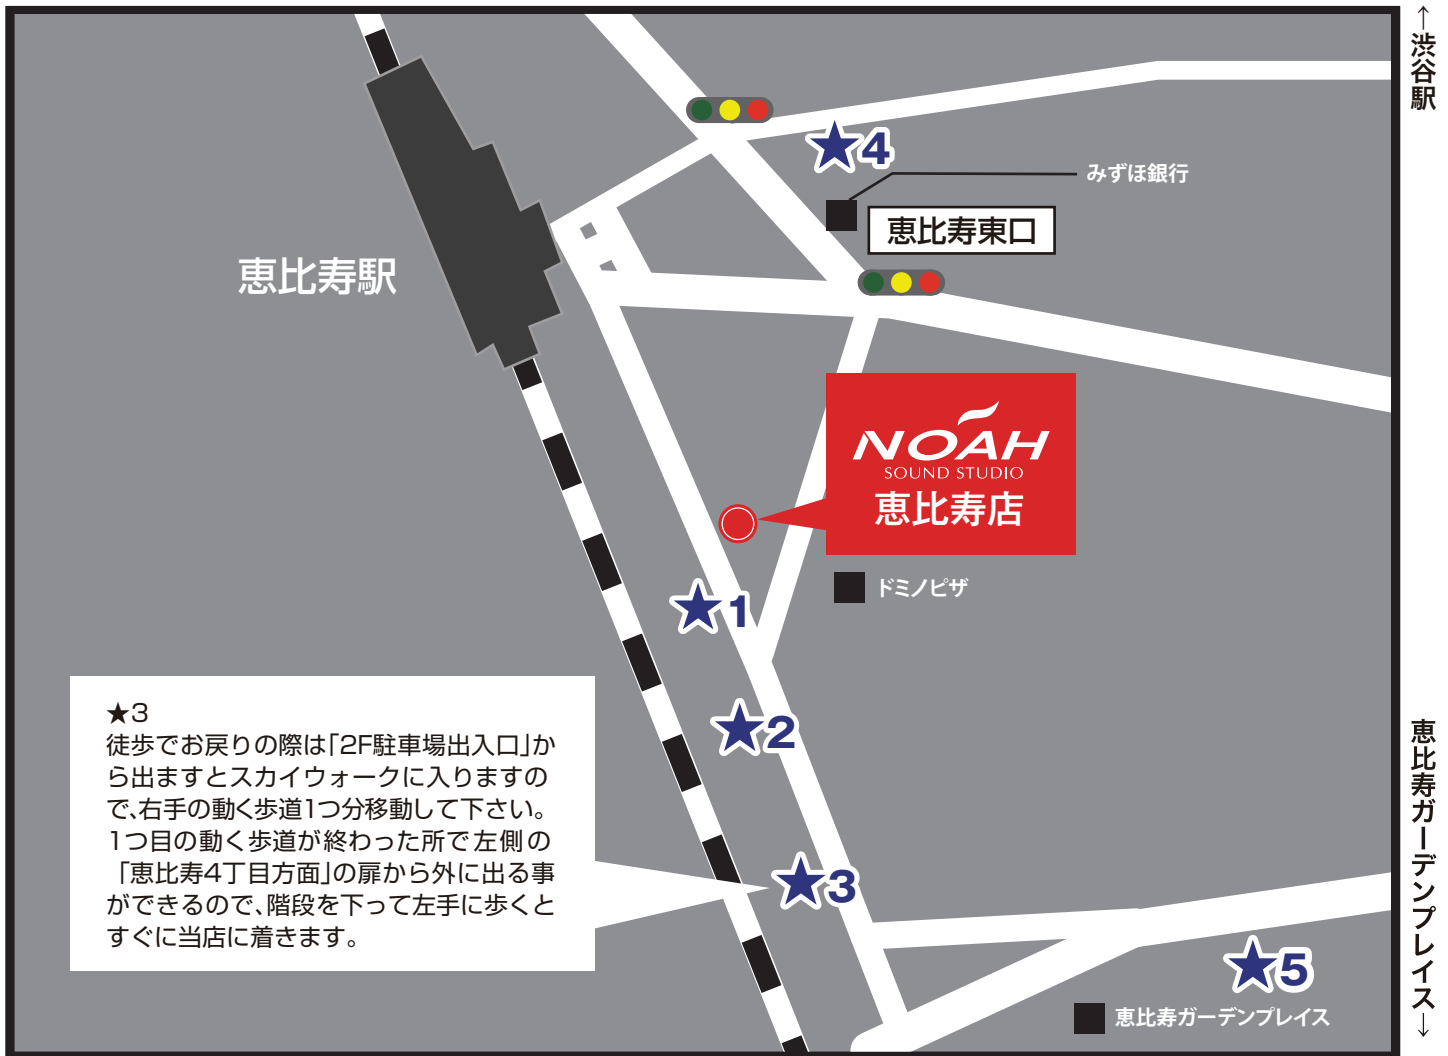 ←渋谷駅
4
みずほ銀行
恵比寿東口
恵比寿駅
NOAH
SOUND STUDIO
恵比寿店
ドミノピザ
1
2
★3
徒歩でお戻りの際は「2F駐車場出入口」か
ら出ますとスカイウォークに入りますの
で、右手の動く歩道1つ分移動して下さい。
1つ目の動く歩道が終わった所で左側の
「恵比寿4丁目方面」の扉から外に出る事
ができるので、階段を下って左手に歩くと
すぐに当店に着きます。
3
5
恵比寿ガーデンプレイス
恵比寿ガーデンプレイス→